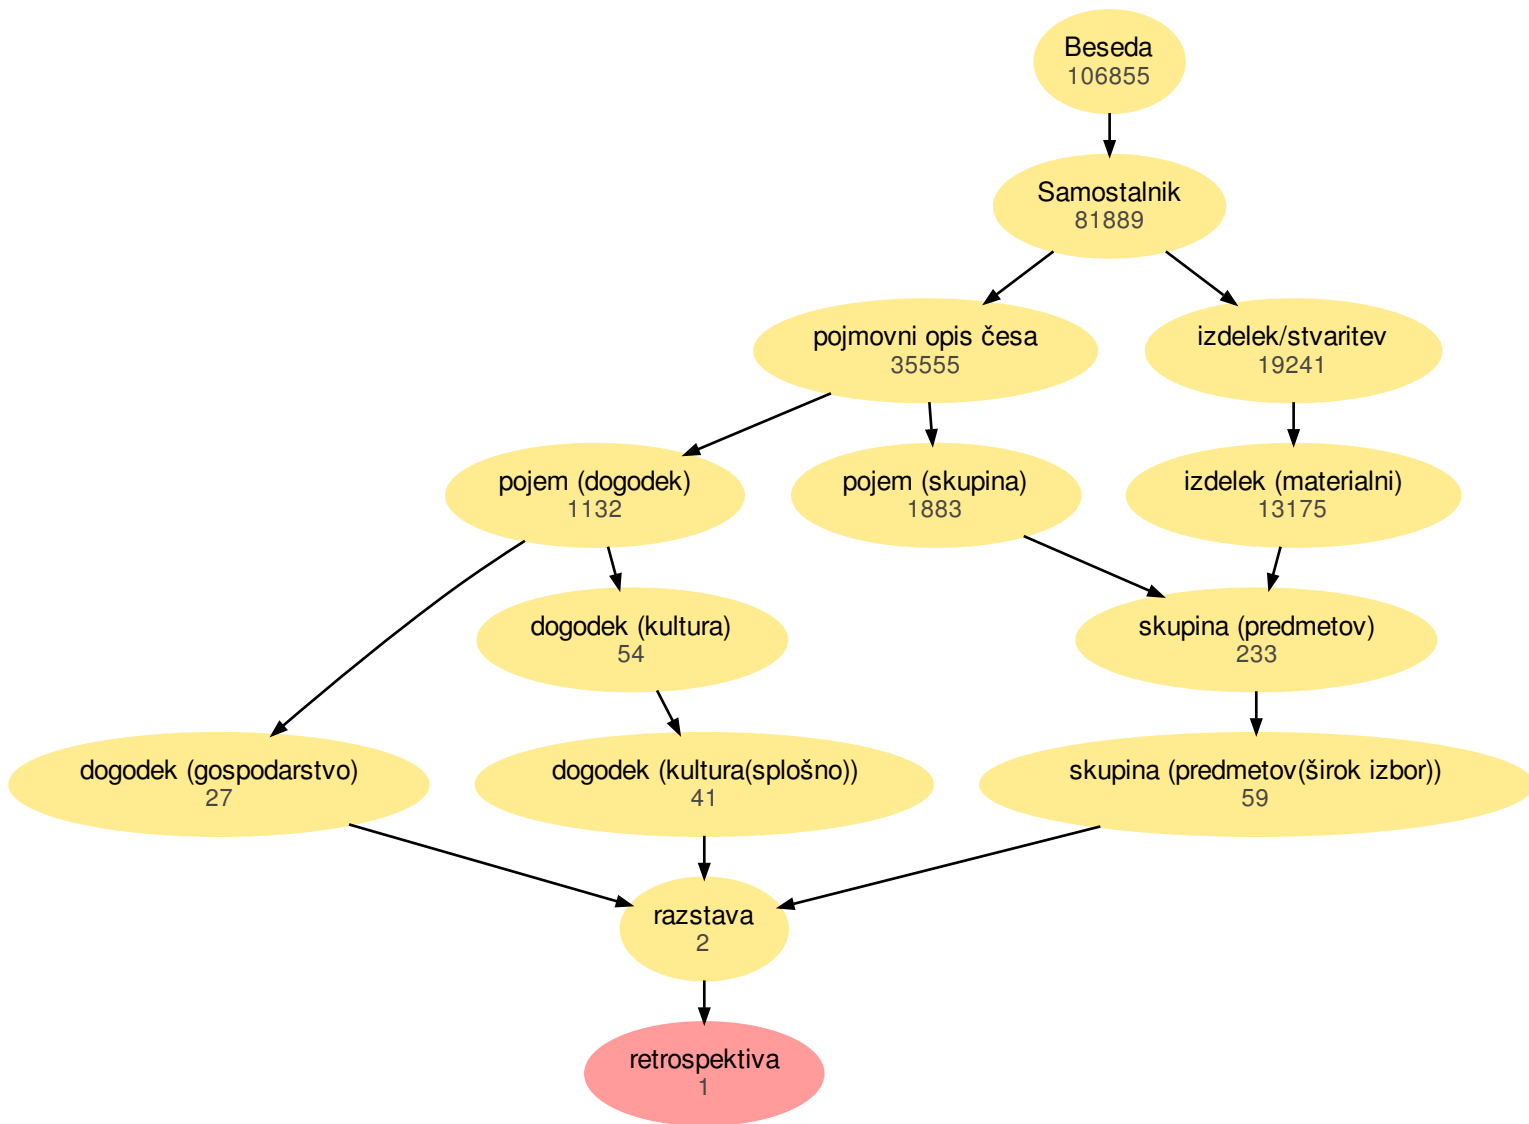 Beseda
106855
Samostalnik
81889
pojmovni opis česa
35555
izdelek/stvaritev
19241
pojem (dogodek)
1132
pojem (skupina)
1883
izdelek (materialni)
13175
dogodek (kultura)
54
skupina (predmetov)
233
dogodek (gospodarstvo)
27
dogodek (kultura(splošno))
41
skupina (predmetov(širok izbor))
59
razstava
2
retrospektiva
1